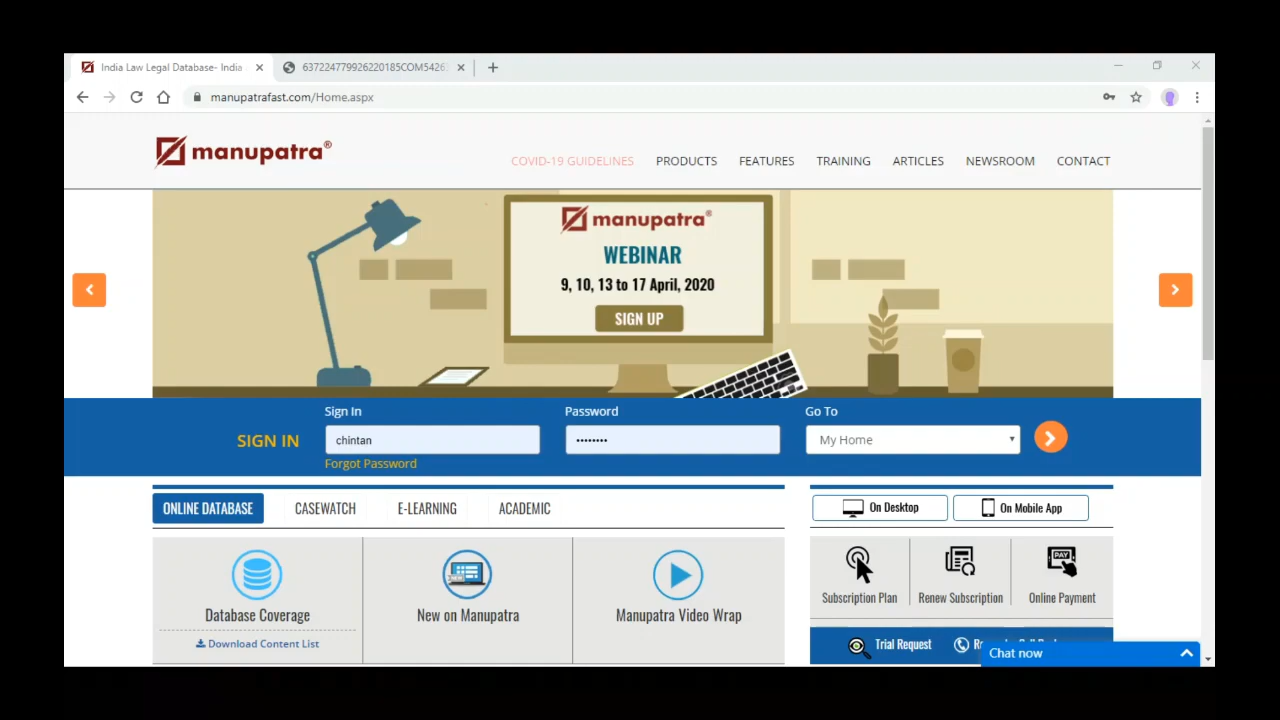 India Law Legal Database- India
637224779926220185COM5426
manupatrafast.com/Home.aspx
manupatra®
COVID-19 GUIDELINES PRODUCTS FEATURES TRAINING ARTICLES NEWSROOM CONTACT
manupatra®
WEBINAR
9, 10, 13 to 17 April, 2020
SIGN UP
Sign In Password Go To
SIGN IN chintan •••••••• My Home
Forgot Password
ONLINE DATABASE CASEWATCH E-LEARNING ACADEMIC
On Desktop On Mobile App
PAY
Subscription Plan Renew Subscription Online Payment
Database Coverage New on Manupatra Manupatra Video Wrap
Download Content List
Trial Request
Chat now